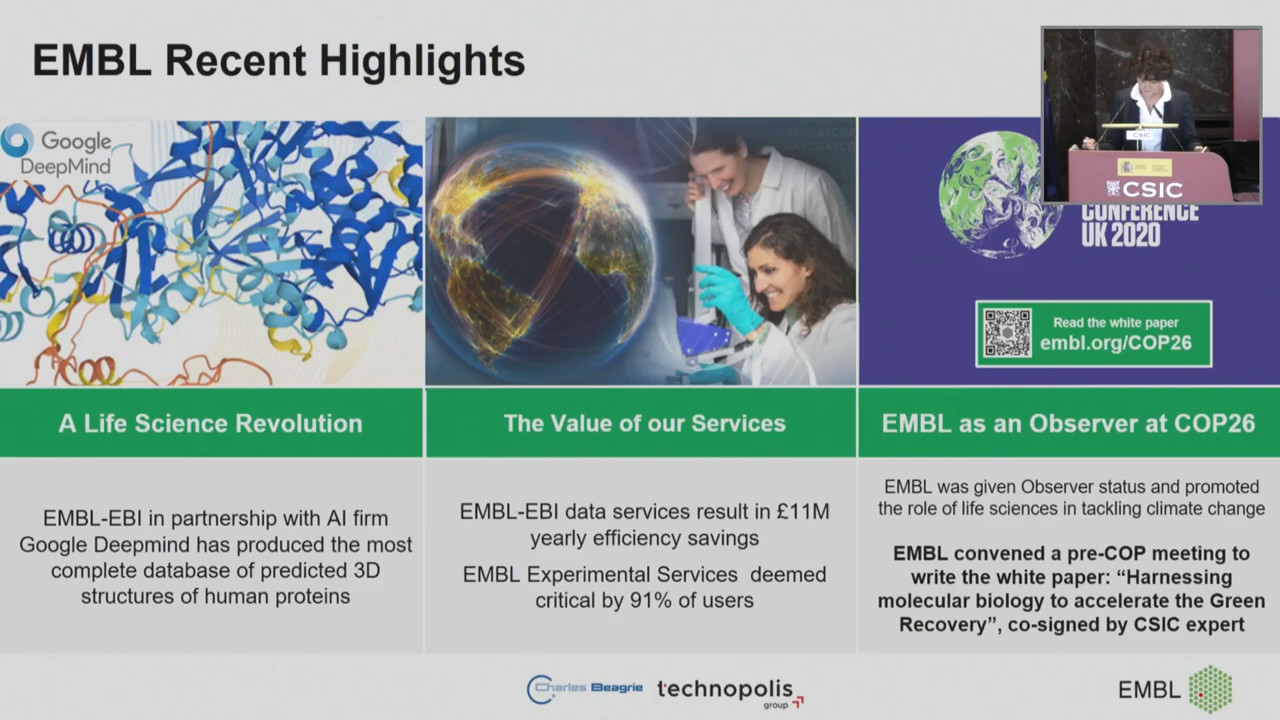 EMBL Recent Highlights
Google
DeepMind
CSIC
CSIC
CONFERENCE
UK 2020
Read the white paper
embl.org/COP26
A Life Science Revolution
The Value of our Services
EMBL as an Observer at COP26
EMBL-EBI in partnership with AI firm
Google Deepmind has produced the most
complete database of predicted 3D
structures of human proteins
EMBL-EBI data services result in £11M
yearly efficiency savings
EMBL Experimental Services deemed
critical by 91% of users
EMBL was given Observer status and promoted
the role of life sciences in tackling climate change
EMBL convened a pre-COP meeting to
write the white paper: “Harnessing
molecular biology to accelerate the Green
Recovery”, co-signed by CSIC expert
Charles Beagrie
technopolis
group
EMBL